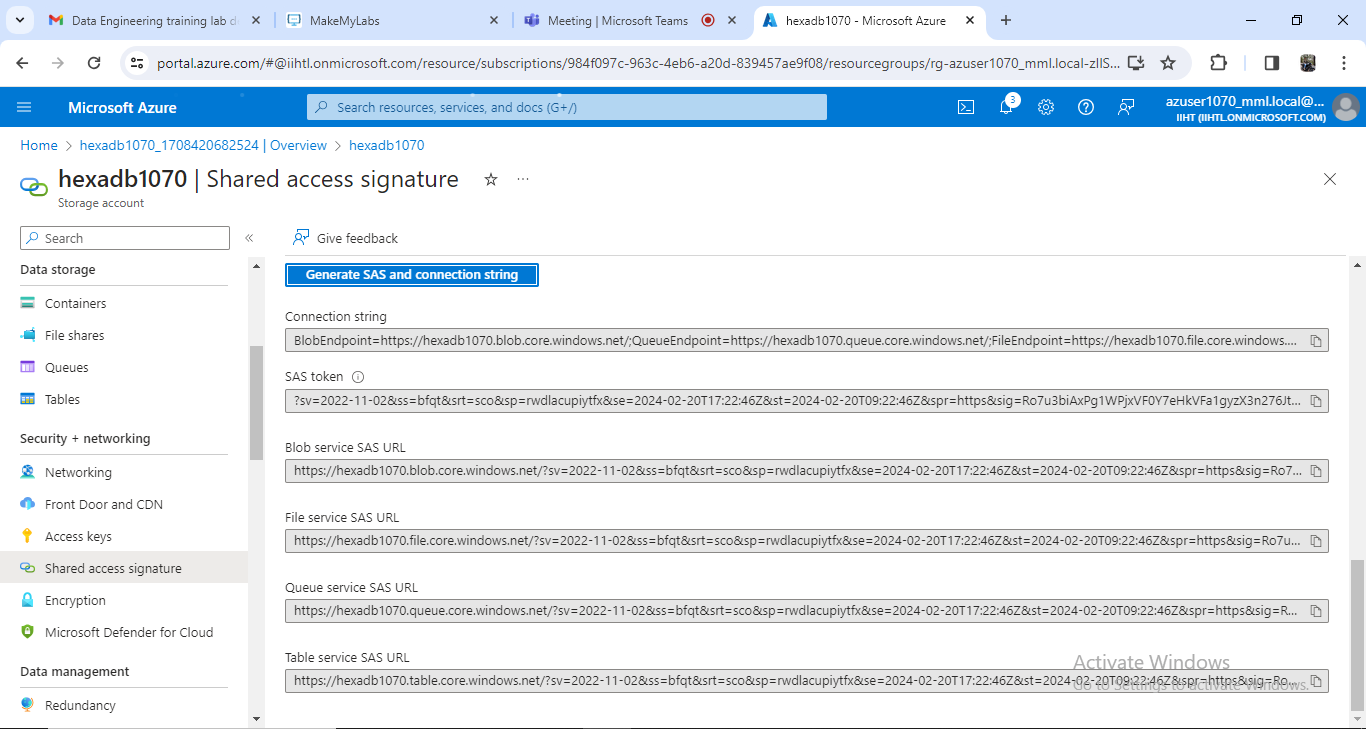 Data Engineering training lab d
MakeMyLabs
Meeting | Microsoft Teams
hexadb1070 - Microsoft Azure
portal.azure.com/#@iihtl.onmicrosoft.com/resource/subscriptions/984f097c-963c-4eb6-a20d-839457ae9f08/resourcegroups/rg-azuser1070_mml.local-zIIS...
Microsoft Azure
Search resources, services, and docs (G+/)
3
azuser1070_mml.local@...
IIHT (IIHTL.ONMICROSOFT.COM)
Home > hexadb1070_1708420682524 | Overview > hexadb1070
hexadb1070 | Shared access signature
Storage account
Search
Give feedback
Data storage
Containers
File shares
Queues
Tables
Security + networking
Networking
Front Door and CDN
Access keys
Shared access signature
Encryption
Microsoft Defender for Cloud
Data management
Redundancy
Generate SAS and connection string
Connection string
BlobEndpoint=https://hexadb1070.blob.core.windows.net/;QueueEndpoint=https://hexadb1070.queue.core.windows.net/;FileEndpoint=https://hexadb1070.file.core.windows....
SAS token
?sv=2022-11-02&ss=bfqt&srt=sco&sp=rwdlacupiytfx&se=2024-02-20T17:22:46Z&st=2024-02-20T09:22:46Z&spr=https&sig=Ro7u3biAxPg1WPjxVF0Y7eHkVFa1gyzX3n276Jt...
Blob service SAS URL
https://hexadb1070.blob.core.windows.net/?sv=2022-11-02&ss=bfqt&srt=sco&sp=rwdlacupiytfx&se=2024-02-20T17:22:46Z&st=2024-02-20T09:22:46Z&spr=https&sig=Ro7...
File service SAS URL
https://hexadb1070.file.core.windows.net/?sv=2022-11-02&ss=bfqt&srt=sco&sp=rwdlacupiytfx&se=2024-02-20T17:22:46Z&st=2024-02-20T09:22:46Z&spr=https&sig=Ro7u...
Queue service SAS URL
https://hexadb1070.queue.core.windows.net/?sv=2022-11-02&ss=bfqt&srt=sco&sp=rwdlacupiytfx&se=2024-02-20T17:22:46Z&st=2024-02-20T09:22:46Z&spr=https&sig=R...
Table service SAS URL
https://hexadb1070.table.core.windows.net/?sv=2022-11-02&ss=bfqt&srt=sco&sp=rwdlacupiytfx&se=2024-02-20T17:22:46Z&st=2024-02-20T09:22:46Z&spr=https&sig=Ro...
Activate Windows
Go to Settings to activate Windows.